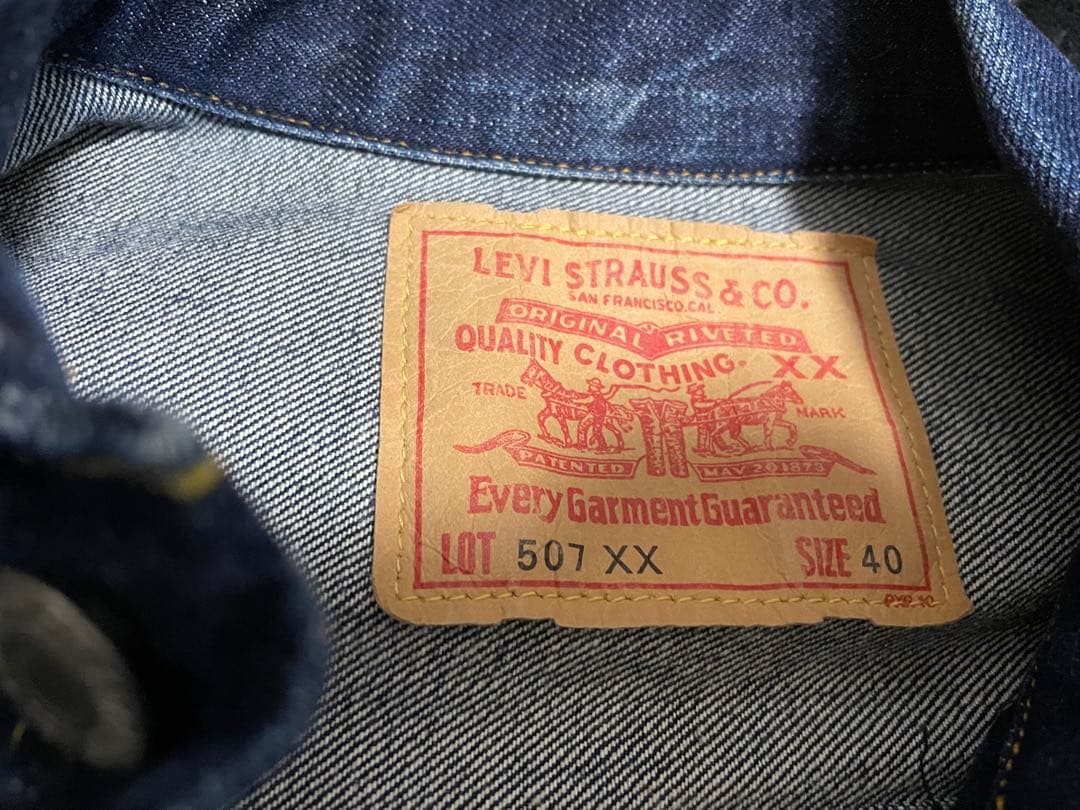 LEVI STRAUSS & CO.
SAN FRANCISCO.CAL.
ORIGINAL RIVETED
QUALITY CLOTHING. XX
TRADE MARK
PATENTED MAY 20 1873
Every Garment Guaranteed
LOT 507 XX SIZE 40